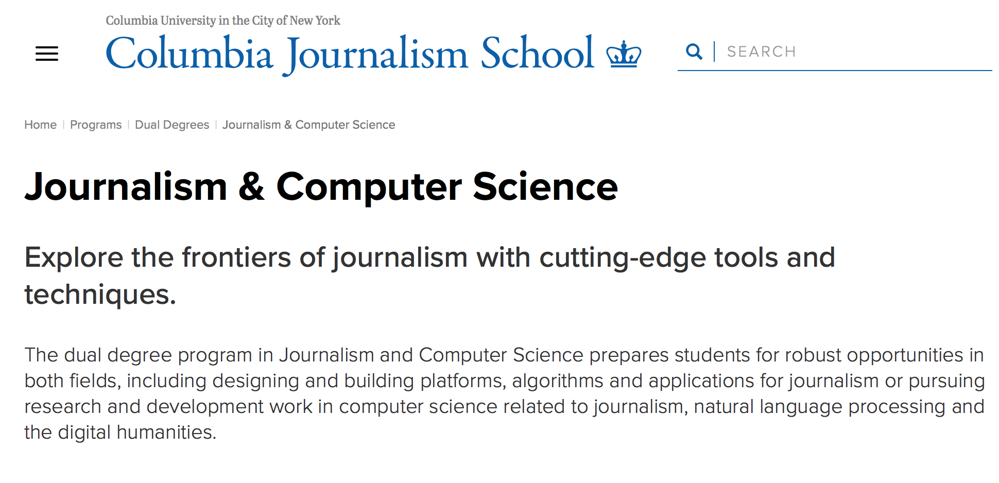 Columbia University in the City of New York
Columbia Journalism School
SEARCH
Home | Programs | Dual Degrees | Journalism & Computer Science
Journalism & Computer Science
Explore the frontiers of journalism with cutting-edge tools and
techniques.
The dual degree program in Journalism and Computer Science prepares students for robust opportunities in
both fields, including designing and building platforms, algorithms and applications for journalism or pursuing
research and development work in computer science related to journalism, natural language processing and
the digital humanities.